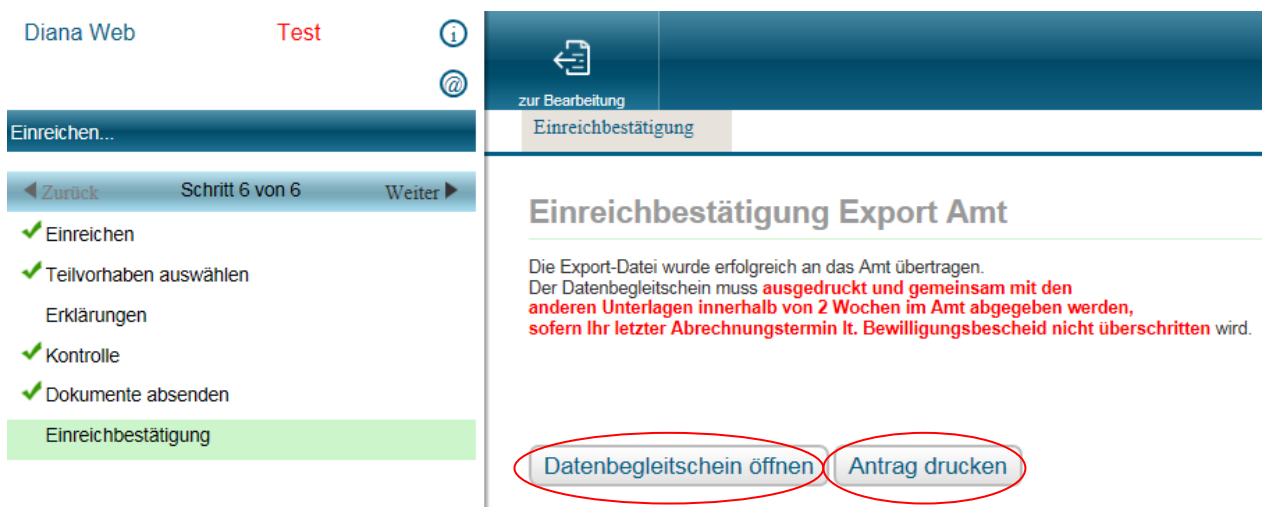 Diana Web Test
zur Bearbeitung
Einreichen...
Einreichbestätigung
Zurück Schritt 6 von 6 Weiter
Einreichen
Teilvorhaben auswählen
Erklärungen
Kontrolle
Dokumente absenden
Einreichbestätigung
Einreichbestätigung Export Amt
Die Export-Datei wurde erfolgreich an das Amt übertragen.
Der Datenbegleitschein muss ausgedruckt und gemeinsam mit den
anderen Unterlagen innerhalb von 2 Wochen im Amt abgegeben werden,
sofern Ihr letzter Abrechnungstermin lt. Bewilligungsbescheid nicht überschritten wird.
Datenbegleitschein öffnen Antrag drucken